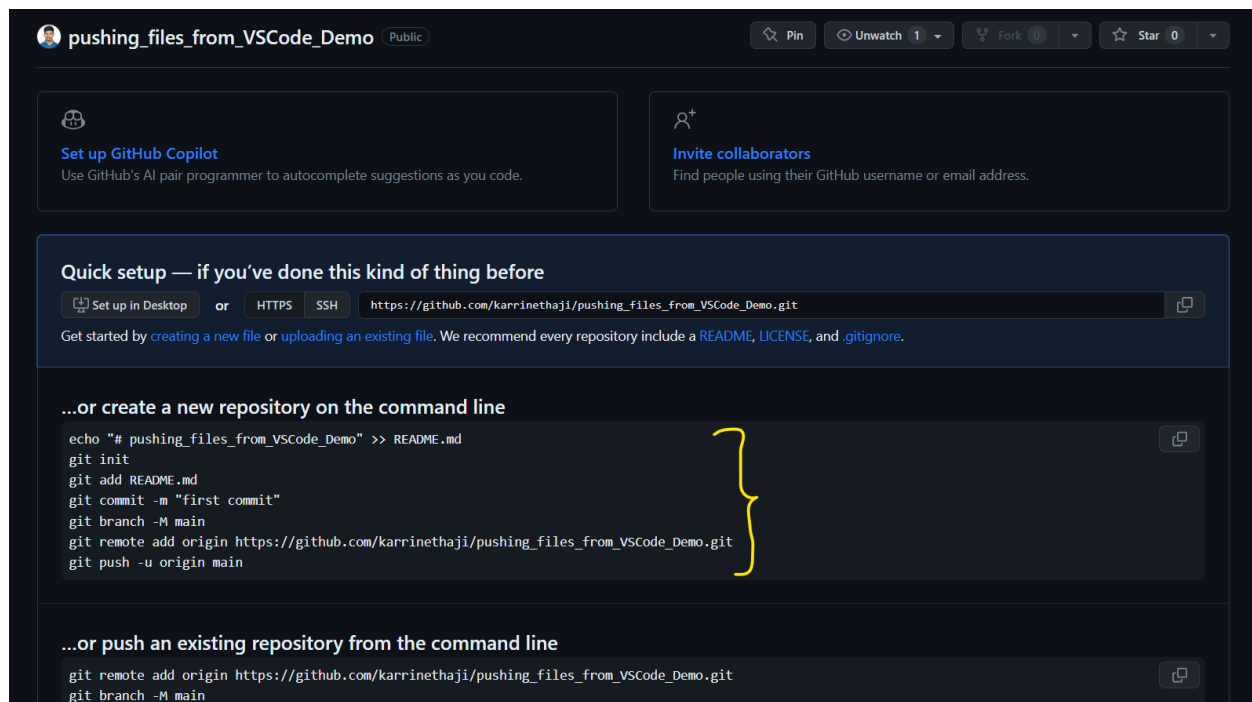 pushing_files_from_VSCode_Demo Public
Pin Unwatch 1 Fork 0 Star 0
Set up GitHub Copilot
Use GitHub's AI pair programmer to autocomplete suggestions as you code.
Invite collaborators
Find people using their GitHub username or email address.
Quick setup — if you've done this kind of thing before
Set up in Desktop or HTTPS SSH https://github.com/karrinethaji/pushing_files_from_VSCode_Demo.git
Get started by creating a new file or uploading an existing file. We recommend every repository include a README, LICENSE, and .gitignore.
...or create a new repository on the command line
echo "# pushing_files_from_VSCode_Demo" >> README.md
git init
git add README.md
git commit -m "first commit"
git branch -M main
git remote add origin https://github.com/karrinethaji/pushing_files_from_VSCode_Demo.git
git push -u origin main
...or push an existing repository from the command line
git remote add origin https://github.com/karrinethaji/pushing_files_from_VSCode_Demo.git
git branch -M main